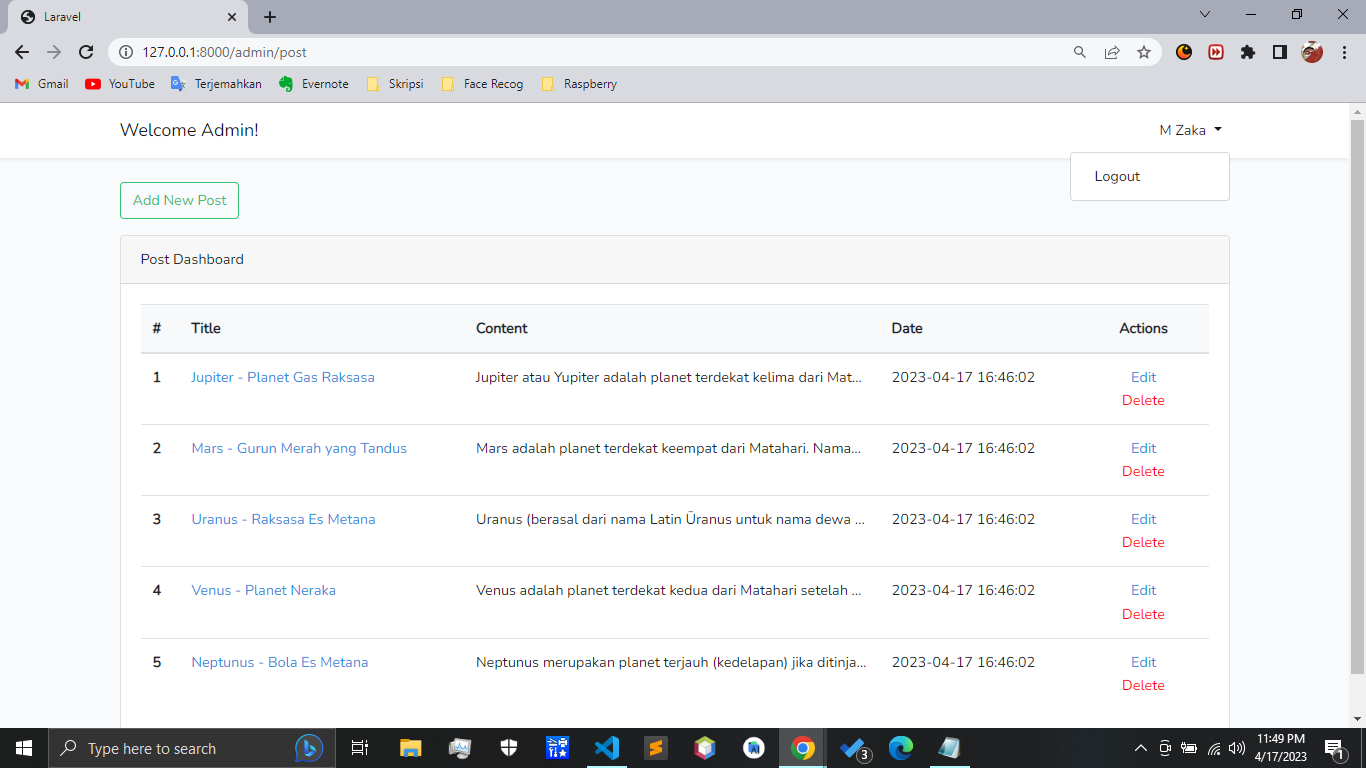 Laravel
127.0.0.1:8000/admin/post
Gmail YouTube Terjemahkan Evernote Skripsi Face Recog Raspberry
Welcome Admin! M Zaka
Logout
Add New Post
Post Dashboard
# Title Content Date Actions
1 Jupiter - Planet Gas Raksasa Jupiter atau Yupiter adalah planet terdekat kelima dari Mat... 2023-04-17 16:46:02 Edit
Delete
2 Mars - Gurun Merah yang Tandus Mars adalah planet terdekat keempat dari Matahari. Nama... 2023-04-17 16:46:02 Edit
Delete
3 Uranus - Raksasa Es Metana Uranus (berasal dari nama Latin Ūranus untuk nama dewa ... 2023-04-17 16:46:02 Edit
Delete
4 Venus - Planet Neraka Venus adalah planet terdekat kedua dari Matahari setelah ... 2023-04-17 16:46:02 Edit
Delete
5 Neptunus - Bola Es Metana Neptunus merupakan planet terjauh (kedelapan) jika ditinja... 2023-04-17 16:46:02 Edit
Delete
Type here to search 3 11:49 PM
4/17/2023 1